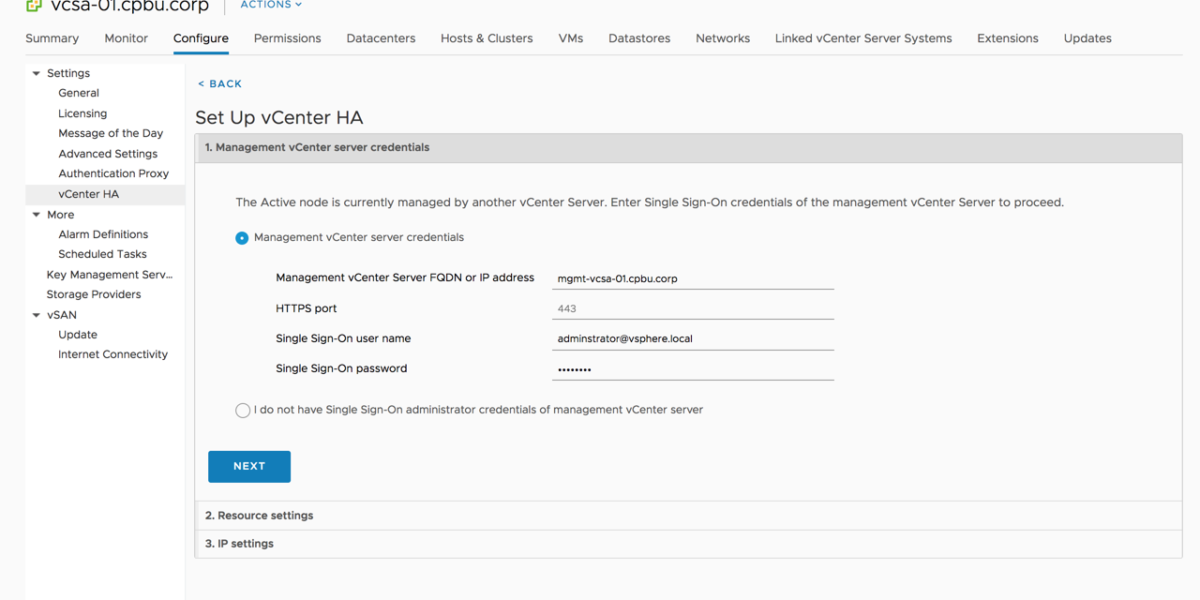 vcsa-01.cpbu.corp ACTIONS
Summary Monitor Configure Permissions Datacenters Hosts & Clusters VMs Datastores Networks Linked vCenter Server Systems Extensions Updates
Settings
General
Licensing
Message of the Day
Advanced Settings
Authentication Proxy
vCenter HA
More
Alarm Definitions
Scheduled Tasks
Key Management Serv...
Storage Providers
vSAN
Update
Internet Connectivity
< BACK
Set Up vCenter HA
1. Management vCenter server credentials
The Active node is currently managed by another vCenter Server. Enter Single Sign-On credentials of the management vCenter Server to proceed.
Management vCenter server credentials
Management vCenter Server FQDN or IP address mgmt-vcsa-01.cpbu.corp
HTTPS port 443
Single Sign-On user name adminstrator@vsphere.local
Single Sign-On password ••••••••
I do not have Single Sign-On administrator credentials of management vCenter server
NEXT
2. Resource settings
3. IP settings